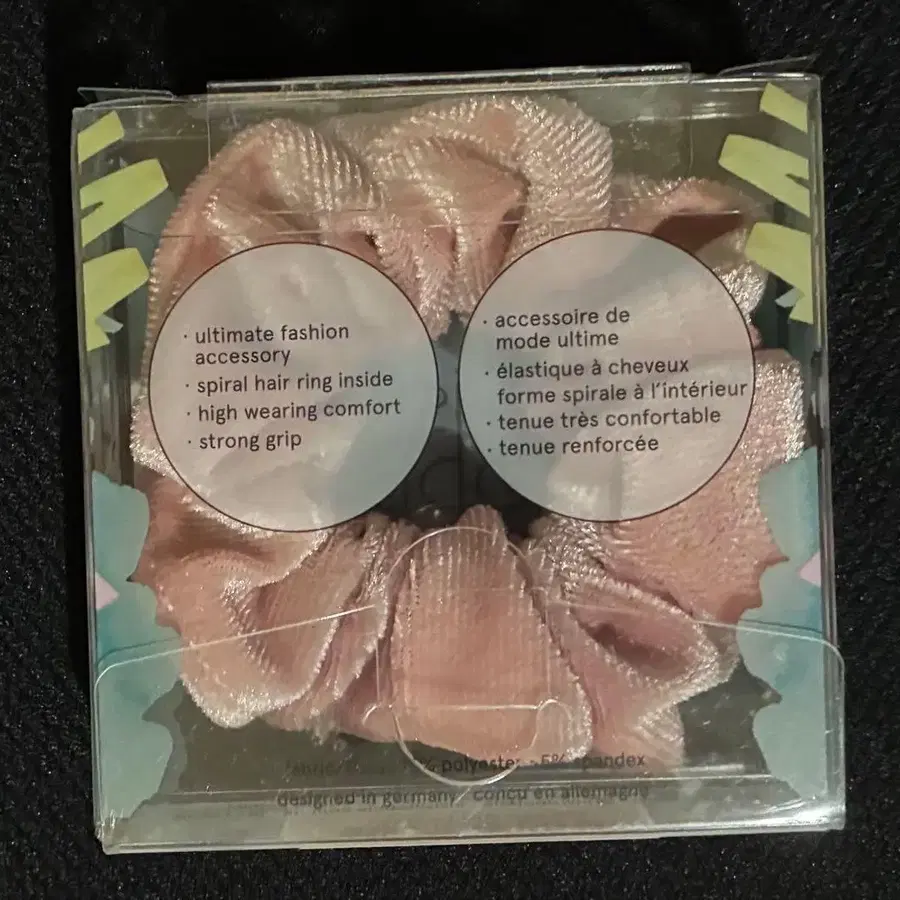 · ultimate fashion
accessory
· spiral hair ring inside
· high wearing comfort
· strong grip
· accessoire de
mode ultime
· élastique à cheveux
forme spirale à l'intérieur
· tenue très confortable
· tenue renforcée
% polyester - 5% spandex
designed in germany / conçu en allemagne